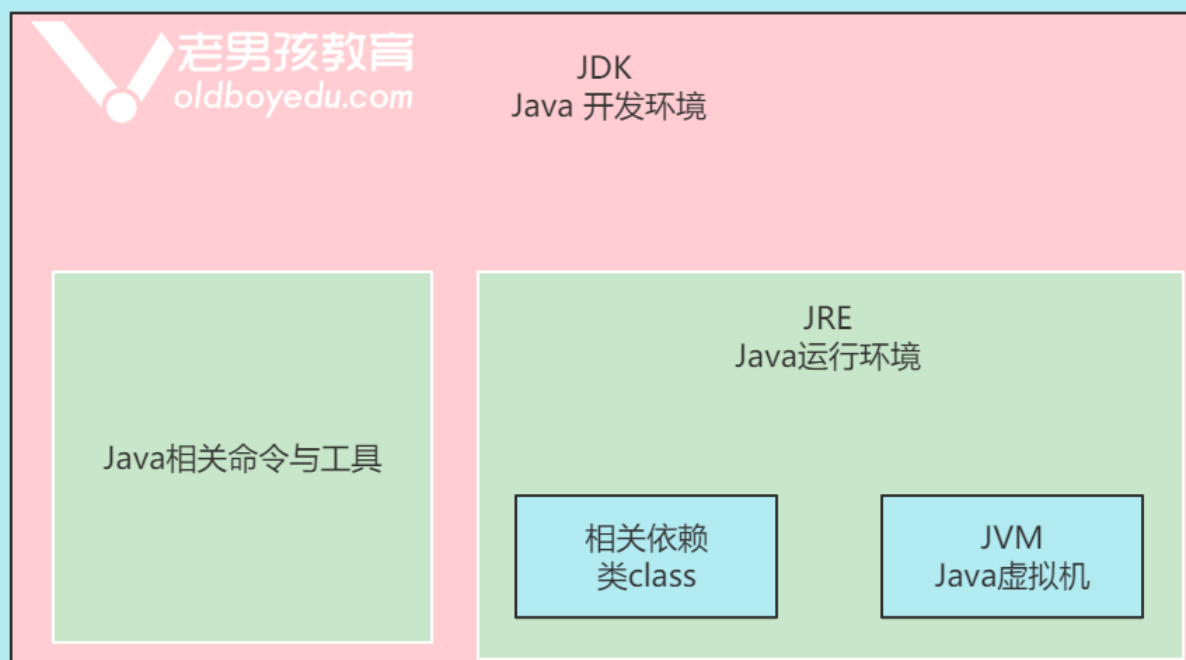 老男孩教育
oldboyedu.com
JDK
Java 开发环境
Java相关命令与工具
JRE
Java运行环境
相关依赖
类class
JVM
Java虚拟机